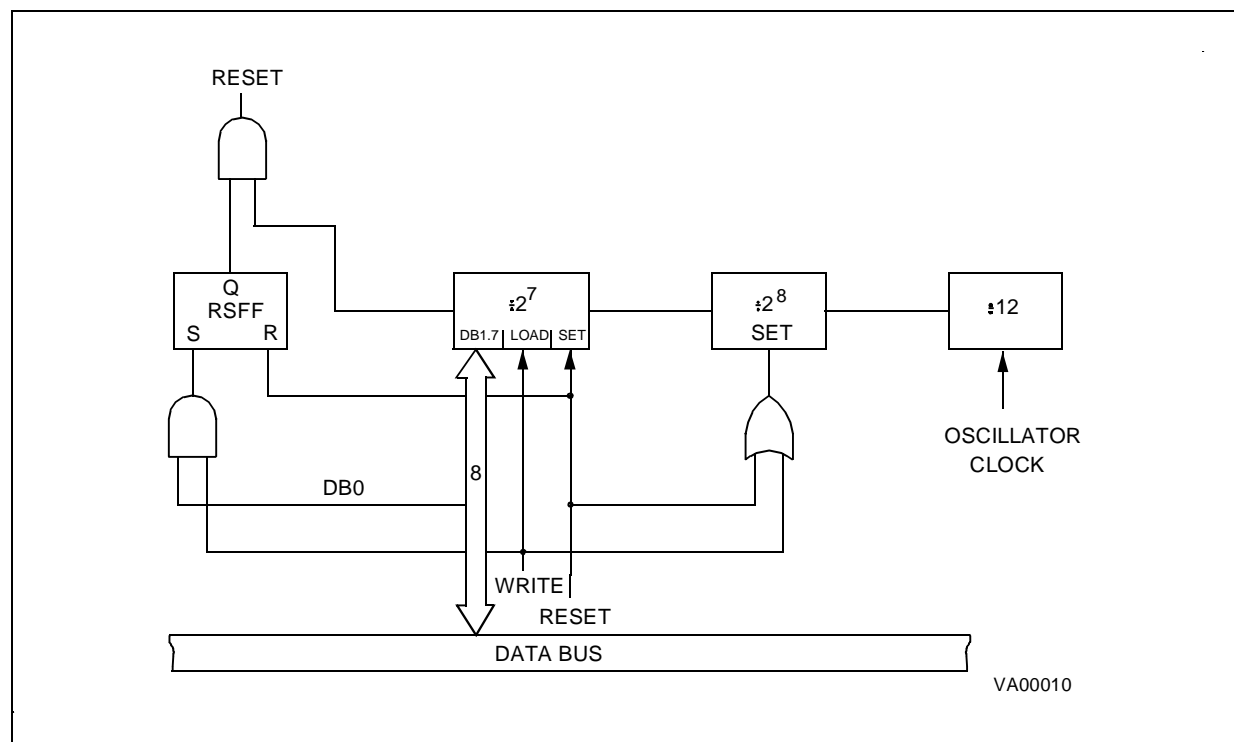 RESET
Q
RSFF
S R
÷2⁷
DB1.7 LOAD SET
÷2⁸
SET
÷12
OSCILLATOR
CLOCK
8
DB0
WRITE
RESET
DATA BUS
VA00010